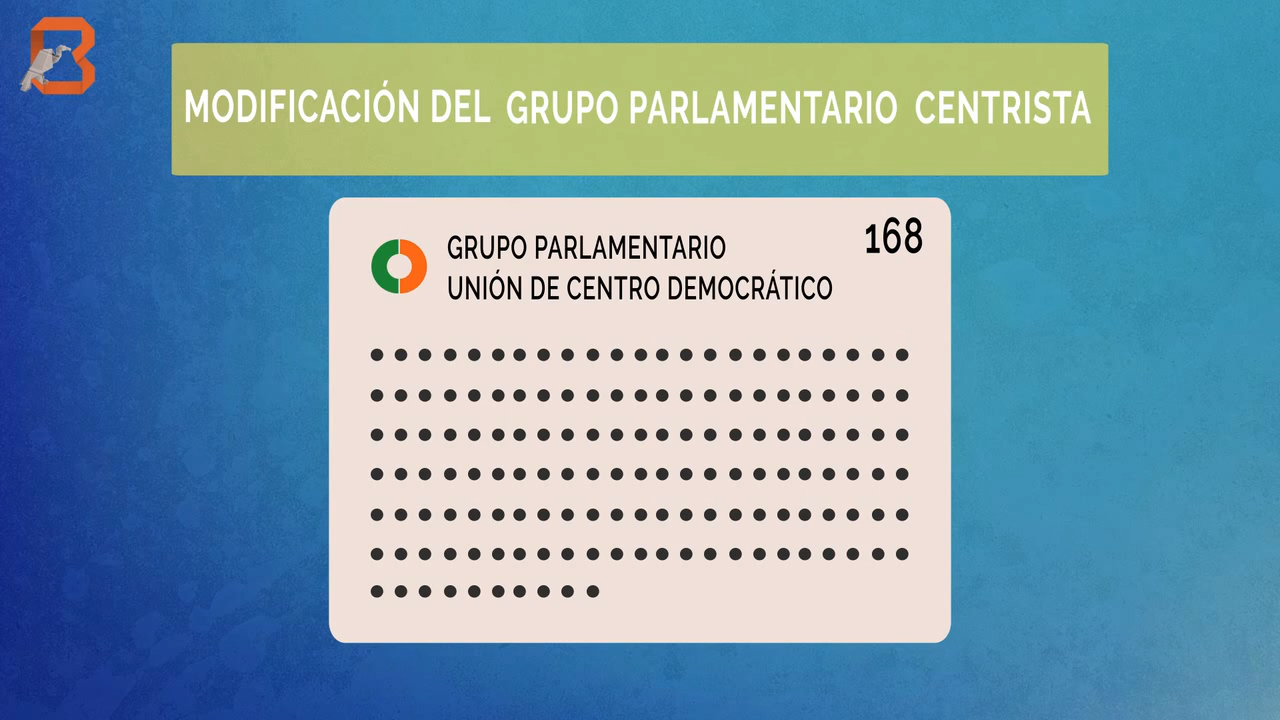 B
MODIFICACIÓN DEL GRUPO PARLAMENTARIO CENTRISTA
GRUPO PARLAMENTARIO
UNIÓN DE CENTRO DEMOCRÁTICO
168